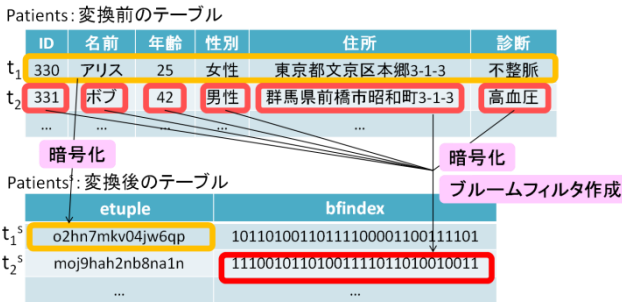 Patients:変換前のテーブル
ID 名前 年齢 性別 住所 診断
t1 330 アリス 25 女性 東京都文京区本郷3-1-3 不整脈
t2 331 ボブ 42 男性 群馬県前橋市昭和町3-1-3 高血圧
... ... ...
暗号化 暗号化
Patientsˢ:変換後のテーブル ブルームフィルタ作成
etuple bfindex
t1ˢ o2hn7mkv04jw6qp 10110100110111100001100111101
t2ˢ moj9hah2nb8na1n 11100101101001111011010010011
... ...